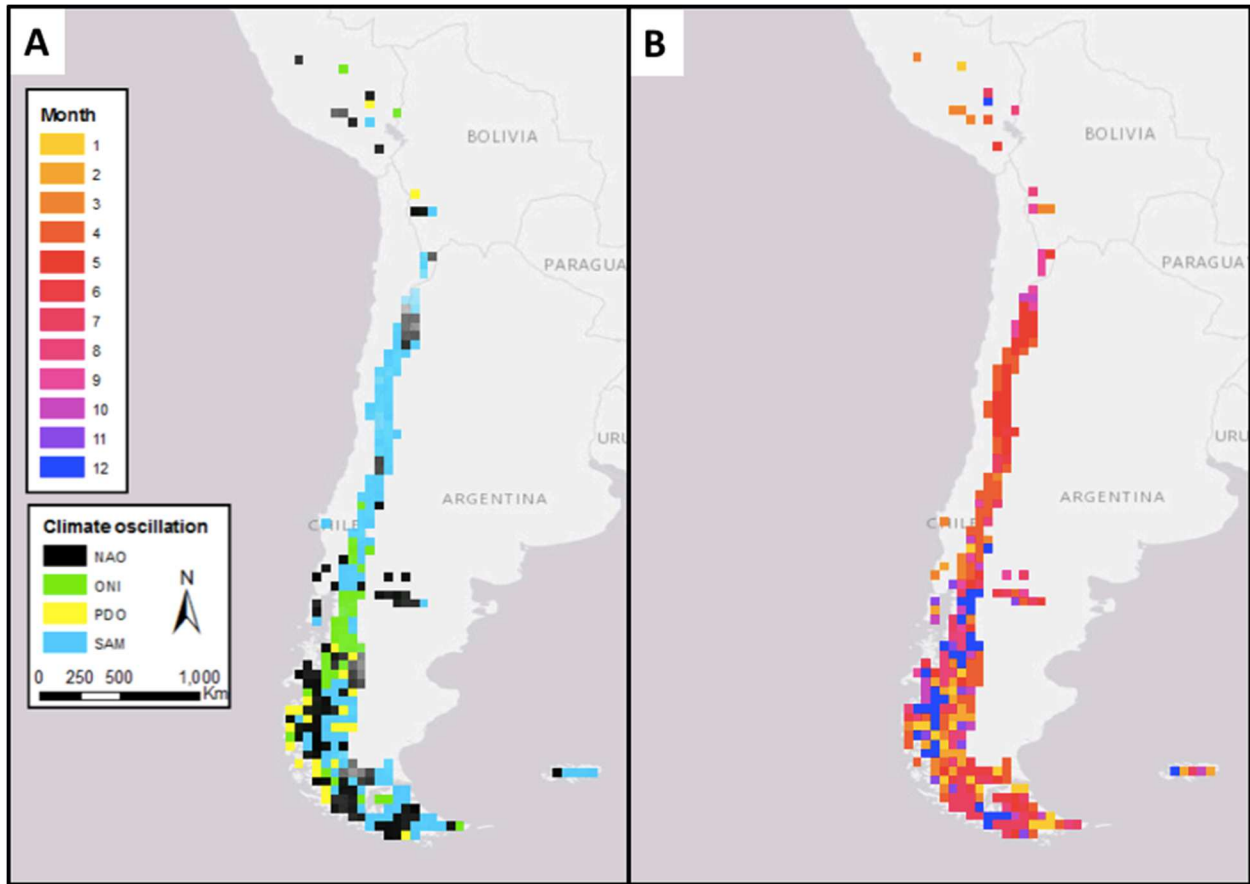 A
Month
1
2
3
4
5
6
7
8
9
10
11
12
Climate oscillation
NAO
ONI
PDO
SAM
N
0 250 500 1,000
Km
BOLIVIA
PARAGUA
URU
ARGENTINA
CHILE
B
BOLIVIA
PARAGUAY
URU
ARGENTINA
CHILE